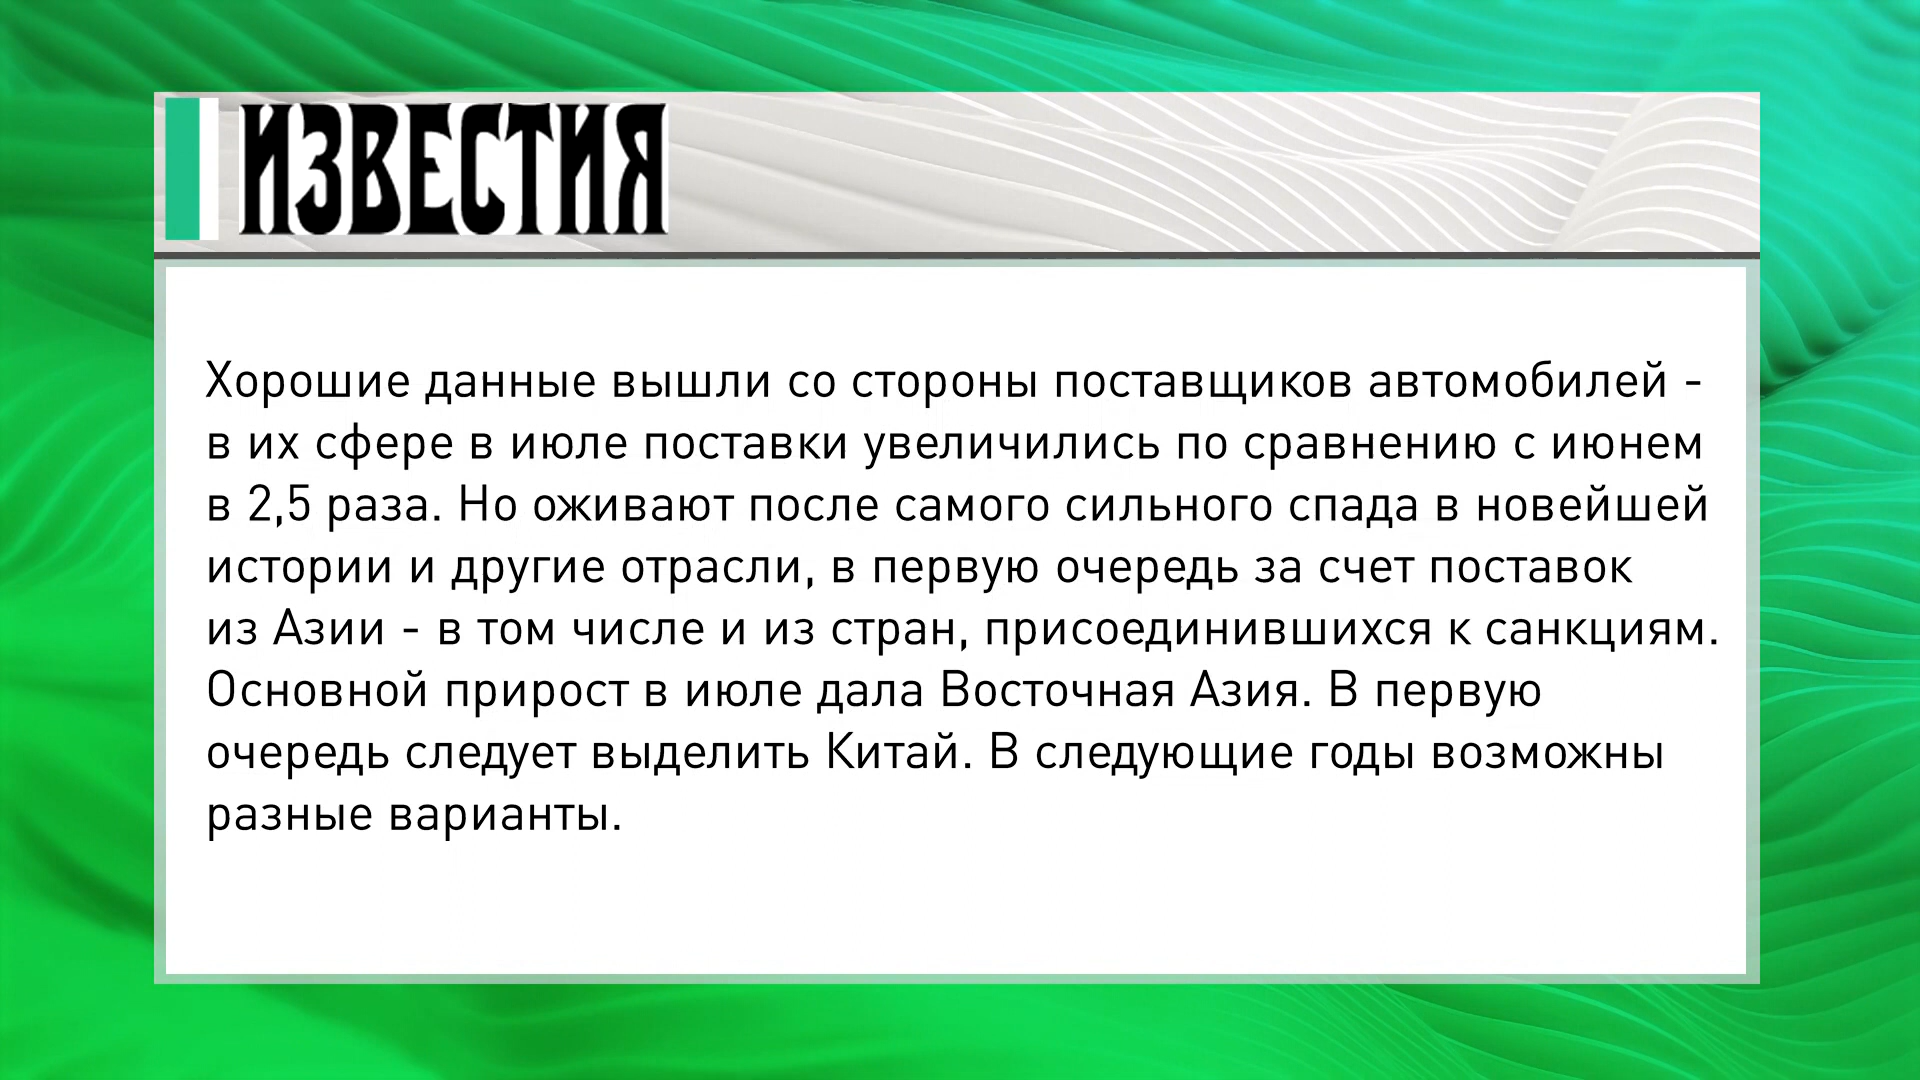 ИЗВЕСТИЯ
Хорошие данные вышли со стороны поставщиков автомобилей -
в их сфере в июле поставки увеличились по сравнению с июнем
в 2,5 раза. Но оживают после самого сильного спада в новейшей
истории и другие отрасли, в первую очередь за счет поставок
из Азии - в том числе и из стран, присоединившихся к санкциям.
Основной прирост в июле дала Восточная Азия. В первую
очередь следует выделить Китай. В следующие годы возможны
разные варианты.